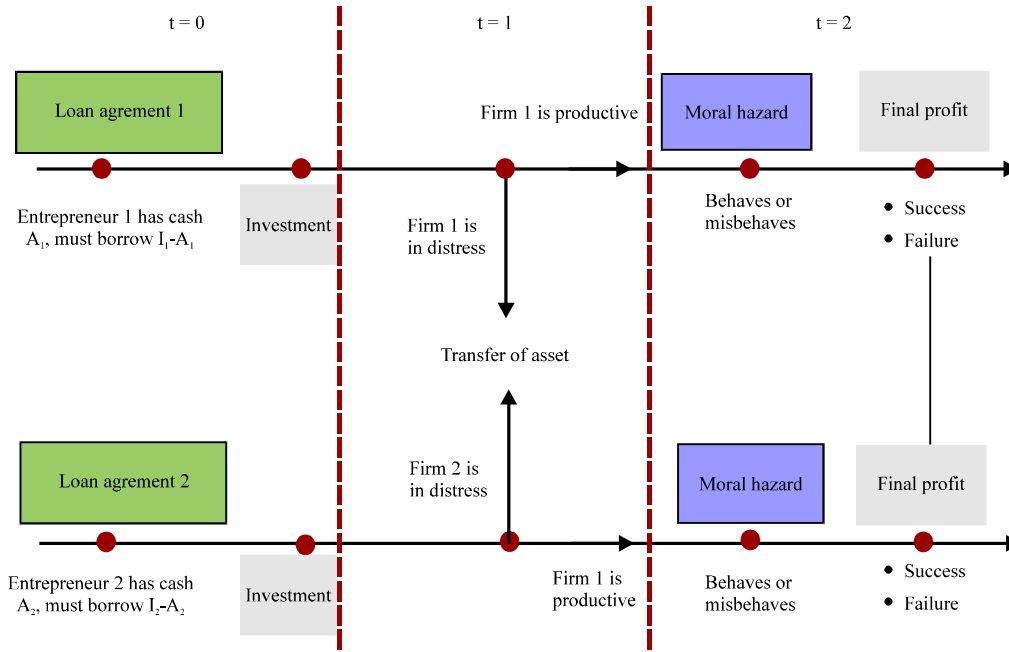 t = 0
t = 1
t = 2
Loan agrement 1
Firm 1 is productive
Moral hazard
Final profit
Entrepreneur 1 has cash
A₁, must borrow I₁-A₁
Investment
Firm 1 is
in distress
Behaves or
misbehaves
• Success
• Failure
Transfer of asset
Loan agrement 2
Firm 2 is
in distress
Moral hazard
Final profit
Entrepreneur 2 has cash
A₂, must borrow I₂-A₂
Investment
Firm 1 is
productive
Behaves or
misbehaves
• Success
• Failure